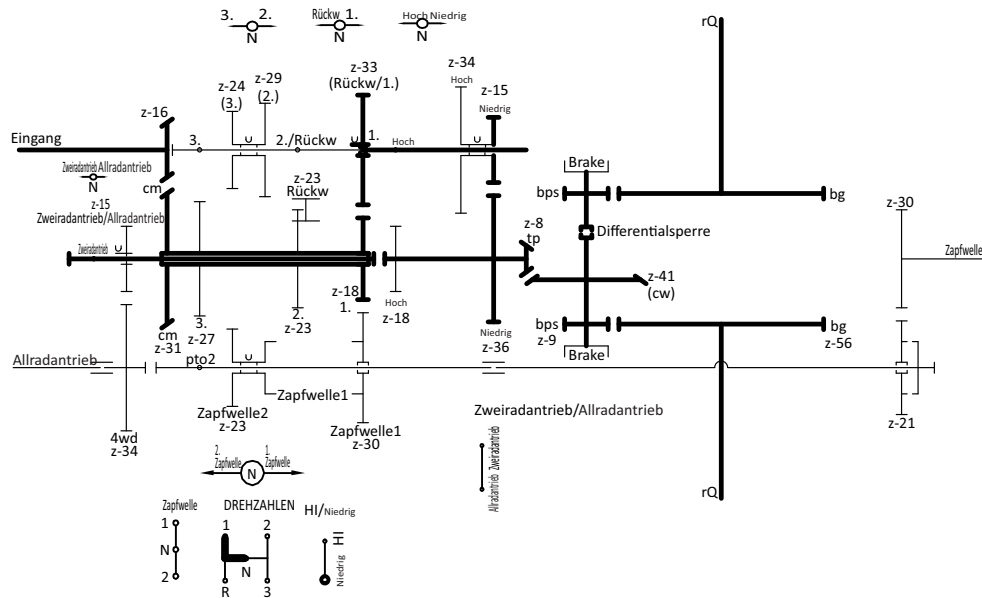 3. 2.
N
Rückw 1.
N
Hoch Niedrig
N
rQ
z-16
z-24
(3.)
z-29
(2.)
z-33
(Rückw/1.)
z-34
Hoch
z-15
Niedrig
Eingang
3.
2./Rückw
1.
Hoch
Zweiradantrieb Allradantrieb
N
cm
z-15
Zweiradantrieb/Allradantrieb
Zweiradantrieb
z-23
Rückw
Brake
bps
bg
z-8
tp
Differentialsperre
z-30
Zapfwelle
z-41
(cw)
z-18
1.
Hoch
z-18
cm
z-31
3.
z-27
2.
z-23
Niedrig
z-36
bps
z-9
Brake
bg
z-56
Allradantrieb
pto2
Zapfwelle1
Zapfwelle2
z-23
Zapfwelle1
z-30
4wd
z-34
Zweiradantrieb/Allradantrieb
z-21
2.
Zapfwelle
1.
Zapfwelle
N
Allradantrieb Zweiradantrieb
rQ
Zapfwelle
1
N
2
DREHZAHLEN
1 2
N
R 3
HI/Niedrig
HI
Niedrig